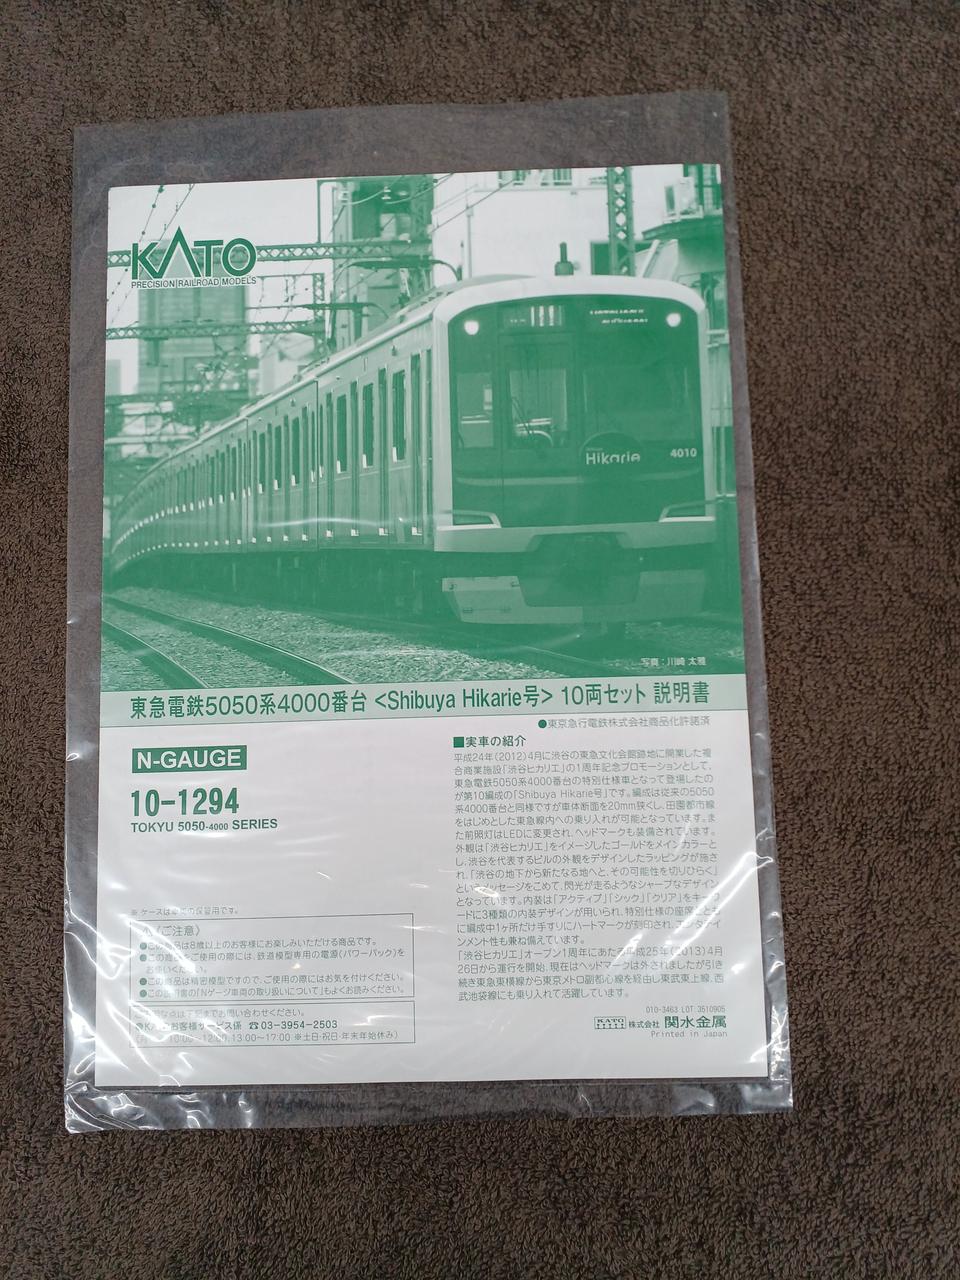 KATO
PRECISION RAILROAD MODELS
Hikarie
4010
写真：川崎 太雅
東急電鉄5050系4000番台 <Shibuya Hikarie号> 10両セット 説明書
●東京急行電鉄株式会社商品化許諾済
N-GAUGE
10-1294
TOKYU 5050-4000 SERIES
※ ケースは車両の保管用です。
⚠〈ご注意〉
●この商品は8歳以上のお客様にお楽しみいただける商品です。
●この商品をご使用の際には、鉄道模型専用の電源(パワーパック)を
お使いください。
●この商品は精密模型ですので、ご使用の際にはお気を付けください。
●この説明書の「Nゲージ車両の取り扱いについて」もよくお読みください。
ご不明な点は下記までお問い合わせください。
●KATOお客様サービス係 ☎03-3954-2503
10:00〜12:00,13:00〜17:00 ※土日・祝日・年末年始休み)
■実車の紹介
平成24年(2012)4月に渋谷の東急文化会館跡地に開業した複
合商業施設「渋谷ヒカリエ」の1周年記念プロモーションとして、
東急電鉄5050系4000番台の特別仕様車となって登場したの
が第10編成の「Shibuya Hikarie号」です。編成は従来の5050
系4000番台と同様ですが車体断面を20mm狭くし、田園都市線
をはじめとした東急線内への乗り入れが可能となっています。ま
た前照灯はLEDに変更され、ヘッドマークも装備されています。
外観は「渋谷ヒカリエ」をイメージしたゴールドをメインカラーと
し、渋谷を代表するビルの外観をデザインしたラッピングが施さ
れ、「渋谷の地下から新たなる地へと、その可能性を切りひらく」
というメッセージをこめて、閃光が走るようなシャープなデザイン
となっています。内装は「アクティブ」「シック」「クリア」をキーワ
ードに3種類の内装デザインが用いられ、特別仕様の座席とともに
に編成中1ヶ所だけ手すりにハートマークが刻印され、エンタテイ
ンメント性も兼ね備えています。
「渋谷ヒカリエ」オープン1周年にあたる平成25年(2013)4月
26日から運行を開始。現在はヘッドマークは外されましたが引き
続き東急東横線から東京メトロ副都心線を経由し東武東上線、西
武池袋線にも乗り入れて活躍しています。
010-3463 LOT:3510905
KATO 株式会社 関水金属
Printed in Japan